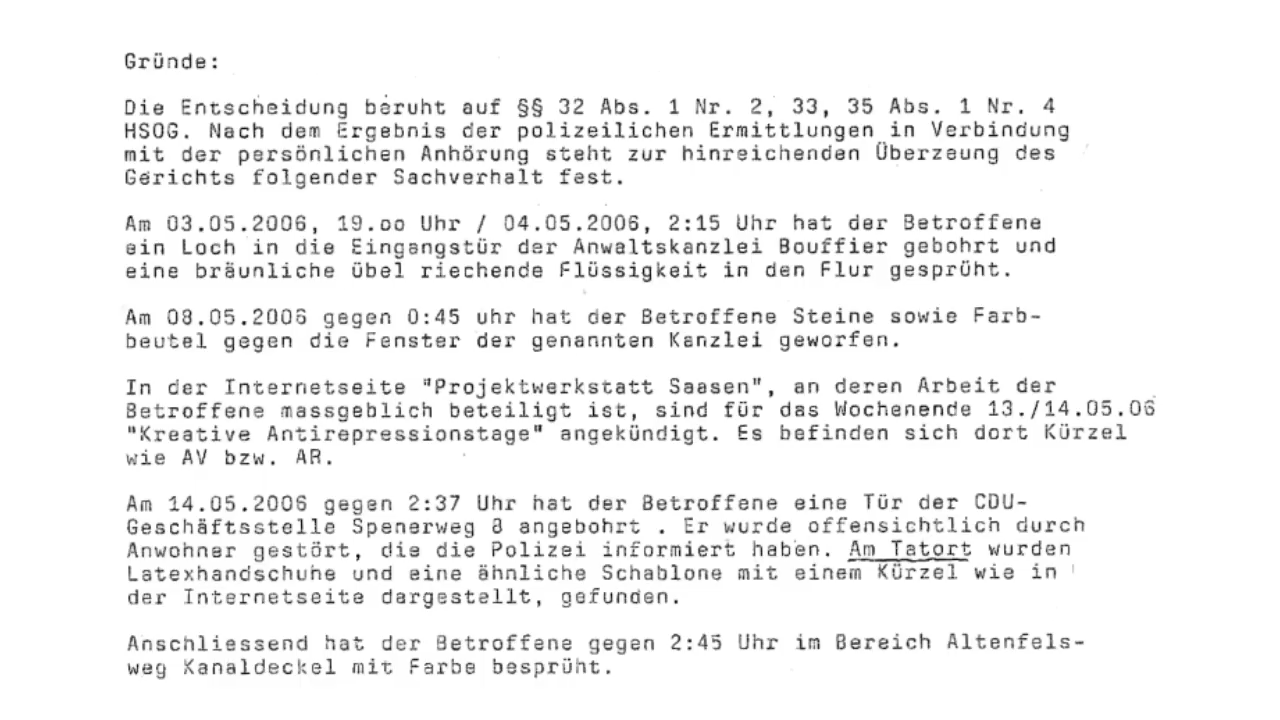 Gründe:
Die Entscheidung beruht auf §§ 32 Abs. 1 Nr. 2, 33, 35 Abs. 1 Nr. 4
HSOG. Nach dem Ergebnis der polizeilichen Ermittlungen in Verbindung
mit der persönlichen Anhörung steht zur hinreichenden Überzeung des
Gerichts folgender Sachverhalt fest.
Am 03.05.2006, 19.oo Uhr / 04.05.2006, 2:15 Uhr hat der Betroffene
ein Loch in die Eingangstür der Anwaltskanzlei Bouffier gebohrt und
eine bräunliche übel riechende Flüssigkeit in den Flur gesprüht.
Am 08.05.2006 gegen 0:45 uhr hat der Betroffene Steine sowie Farb-
beutel gegen die Fenster der genannten Kanzlei geworfen.
In der Internetseite "Projektwerkstatt Saasen", an deren Arbeit der
Betroffene massgeblich beteiligt ist, sind für das Wochenende 13./14.05.06
"Kreative Antirepressionstage" angekündigt. Es befinden sich dort Kürzel
wie AV bzw. AR.
Am 14.05.2006 gegen 2:37 Uhr hat der Betroffene eine Tür der CDU-
Geschäftsstelle Spenerweg 8 angebohrt . Er wurde offensichtlich durch
Anwohner gestört, die die Polizei informiert haben. Am Tatort wurden
Latexhandschuhe und eine ähnliche Schablone mit einem Kürzel wie in
der Internetseite dargestellt, gefunden.
Anschliessend hat der Betroffene gegen 2:45 Uhr im Bereich Altenfels-
weg Kanaldeckel mit Farbe besprüht.